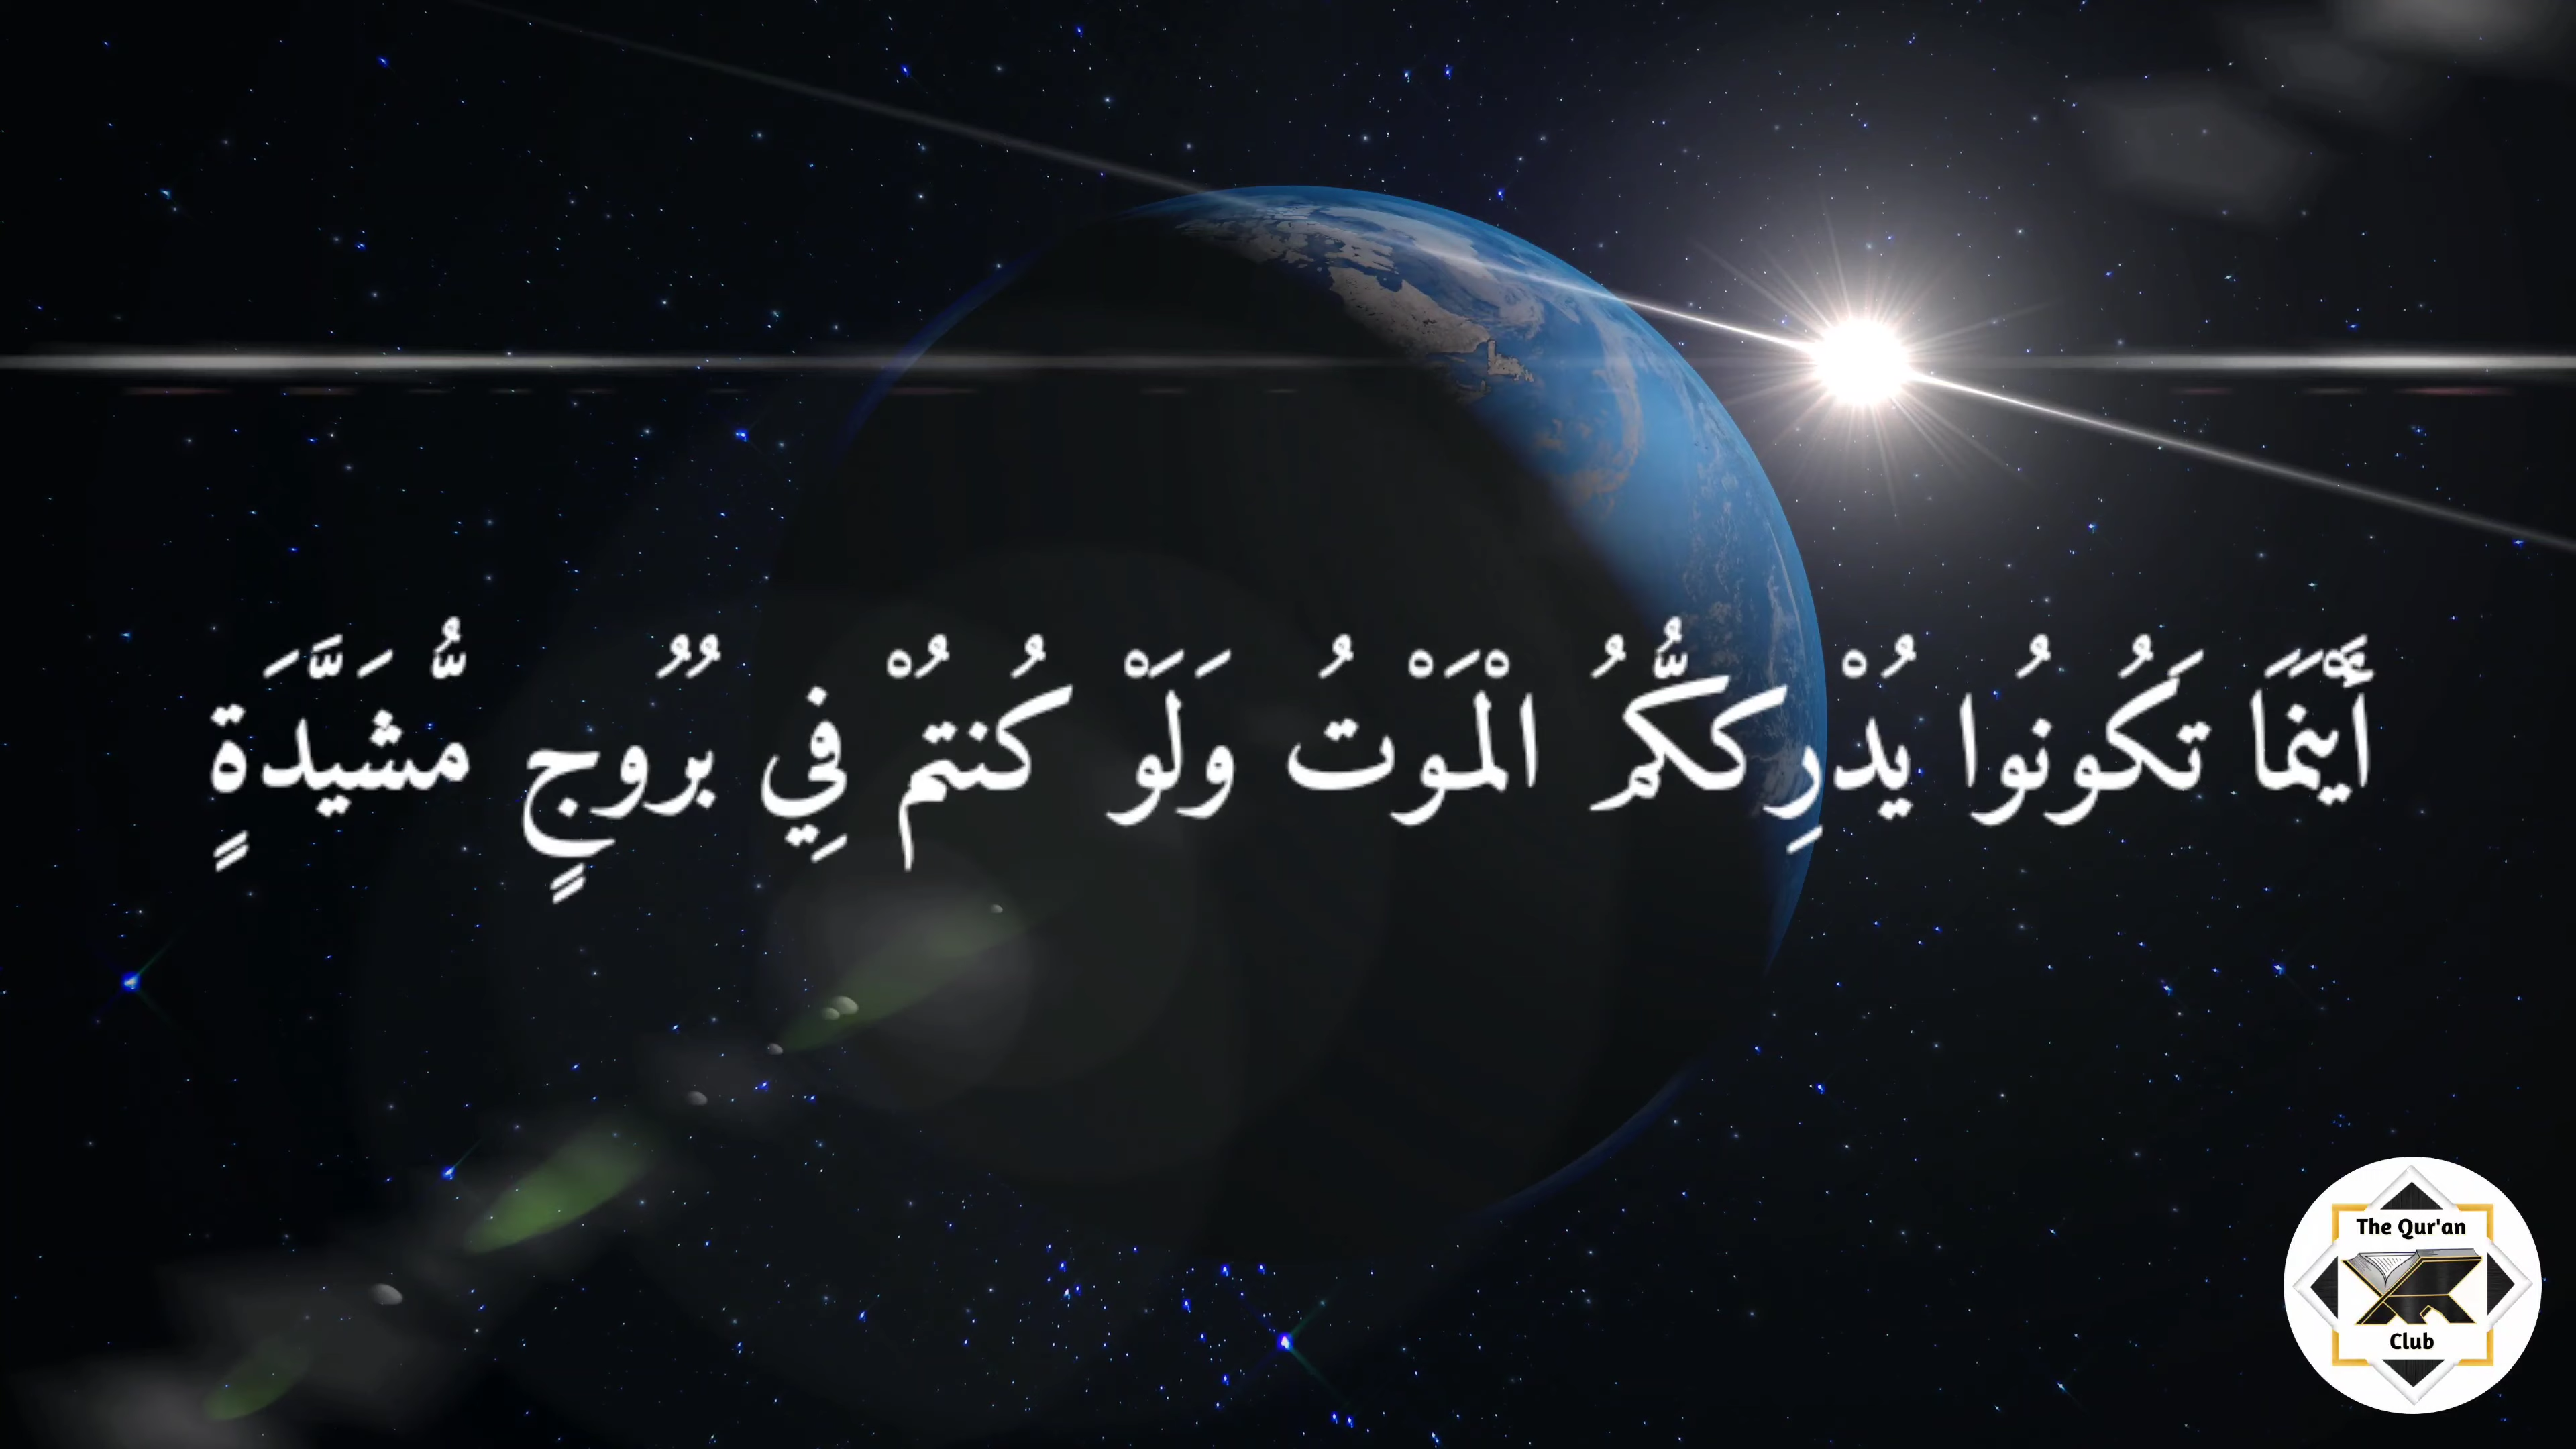 أَيْنَمَا تَكُونُوا يُدْرِككُّمُ الْمَوْتُ وَلَوْ كُنتُمْ فِي بُرُوجٍ مُّشَيَّدَةٍ
The Qur'an
Club